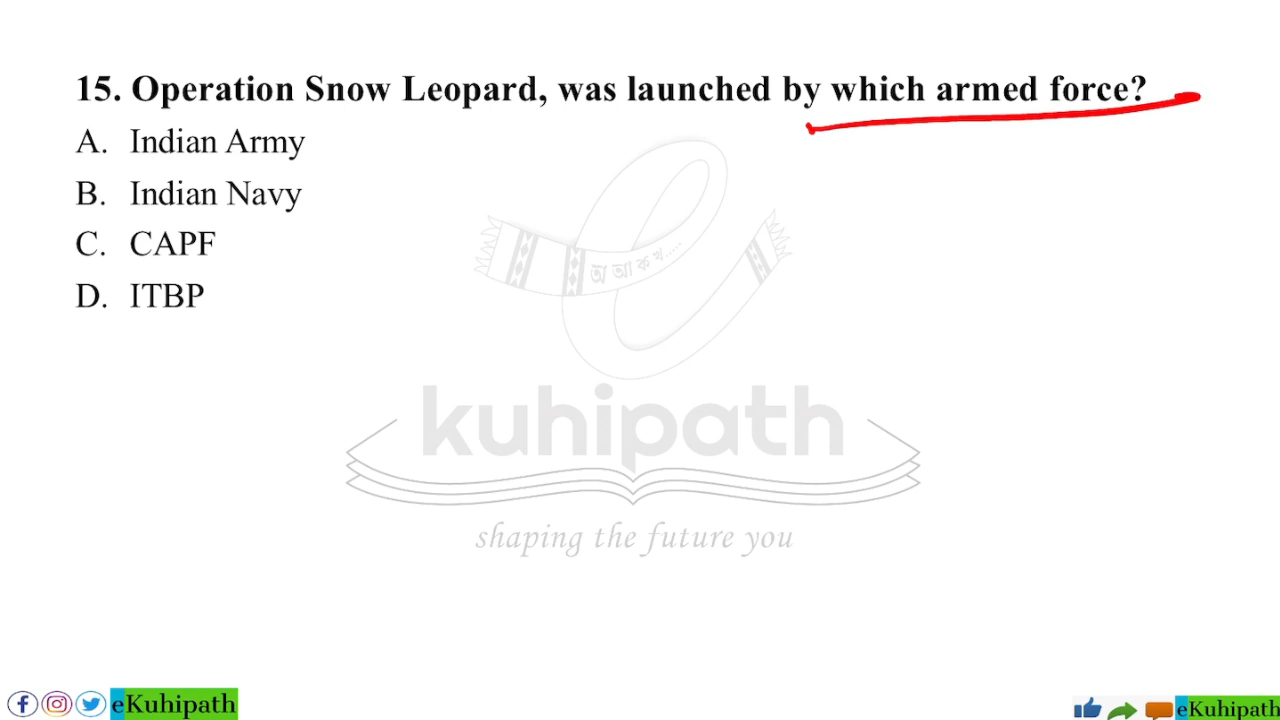 15. Operation Snow Leopard, was launched by which armed force?
A. Indian Army
B. Indian Navy
C. CAPF
D. ITBP
অ আ ক খ.....
kuhipath
shaping the future you
eKuhipath
eKuhipath